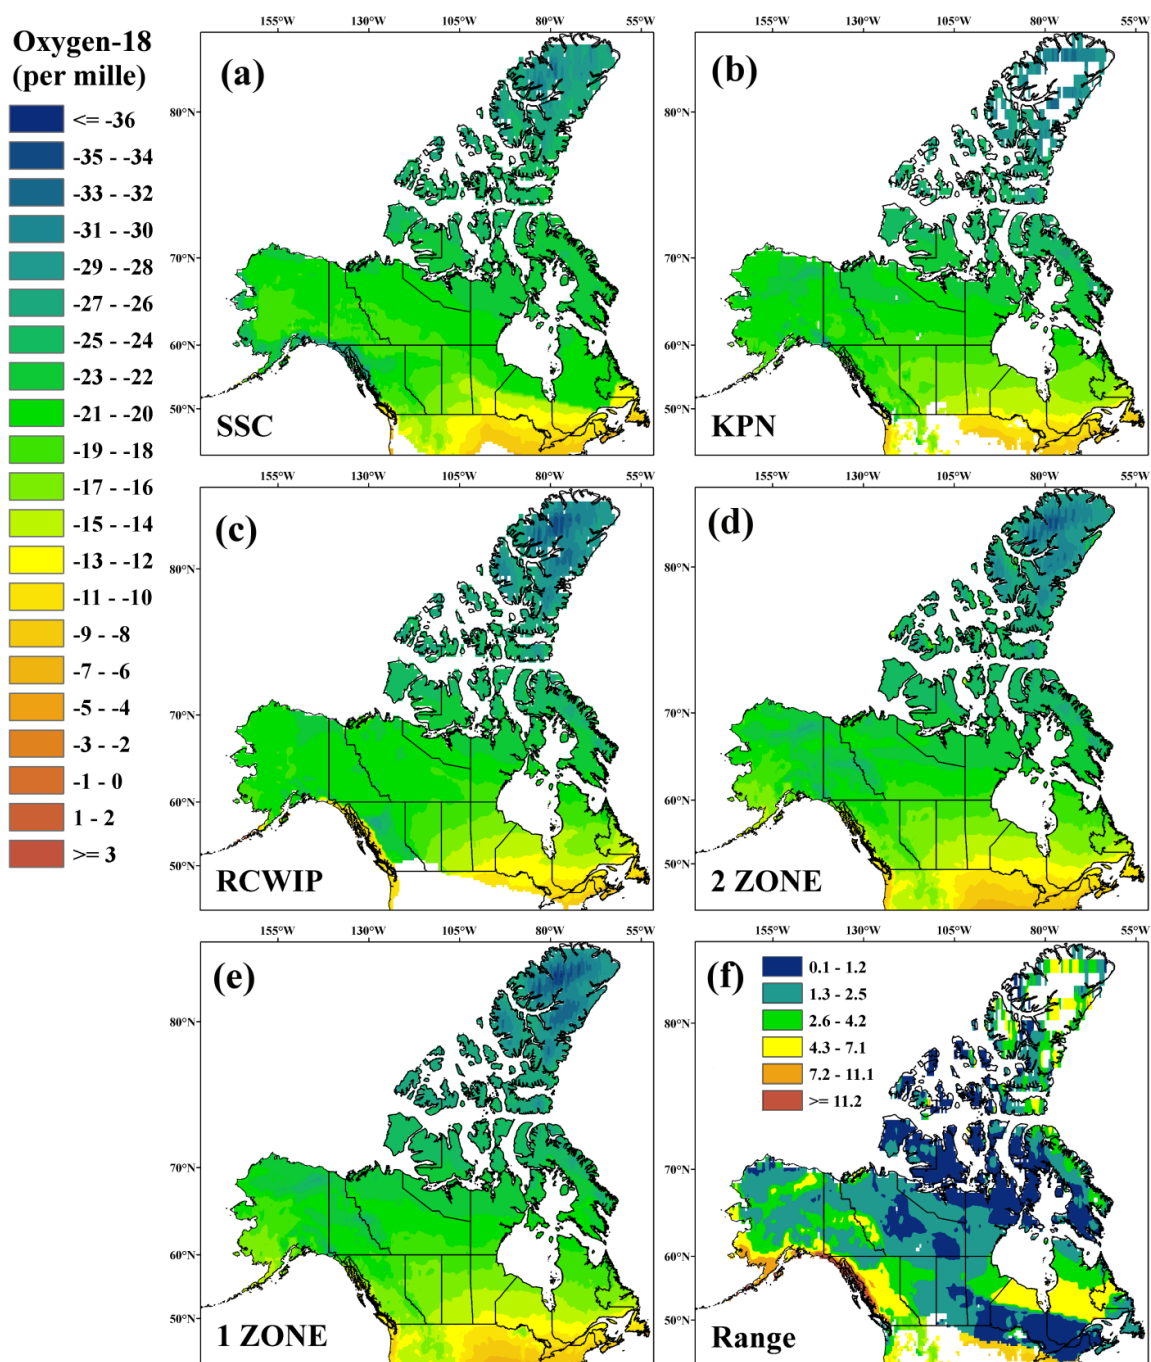 155°W 130°W 105°W 80°W 55°W
155°W 130°W 105°W 80°W 55°W
Oxygen-18
(per mille)
<= -36
-35 - -34
-33 - -32
-31 - -30
-29 - -28
-27 - -26
-25 - -24
-23 - -22
-21 - -20
-19 - -18
-17 - -16
-15 - -14
-13 - -12
-11 - -10
-9 - -8
-7 - -6
-5 - -4
-3 - -2
-1 - 0
1 - 2
>= 3
(a)
80°N
70°N
60°N
50°N
SSC
(b)
80°N
70°N
60°N
50°N
KPN
155°W 130°W 105°W 80°W 55°W
155°W 130°W 105°W 80°W 55°W
(c)
80°N
70°N
60°N
50°N
RCWIP
(d)
80°N
70°N
60°N
50°N
2 ZONE
155°W 130°W 105°W 80°W 55°W
155°W 130°W 105°W 80°W 55°W
(e)
80°N
70°N
60°N
50°N
1 ZONE
(f)
0.1 - 1.2
1.3 - 2.5
2.6 - 4.2
4.3 - 7.1
7.2 - 11.1
>= 11.2
80°N
70°N
60°N
50°N
Range